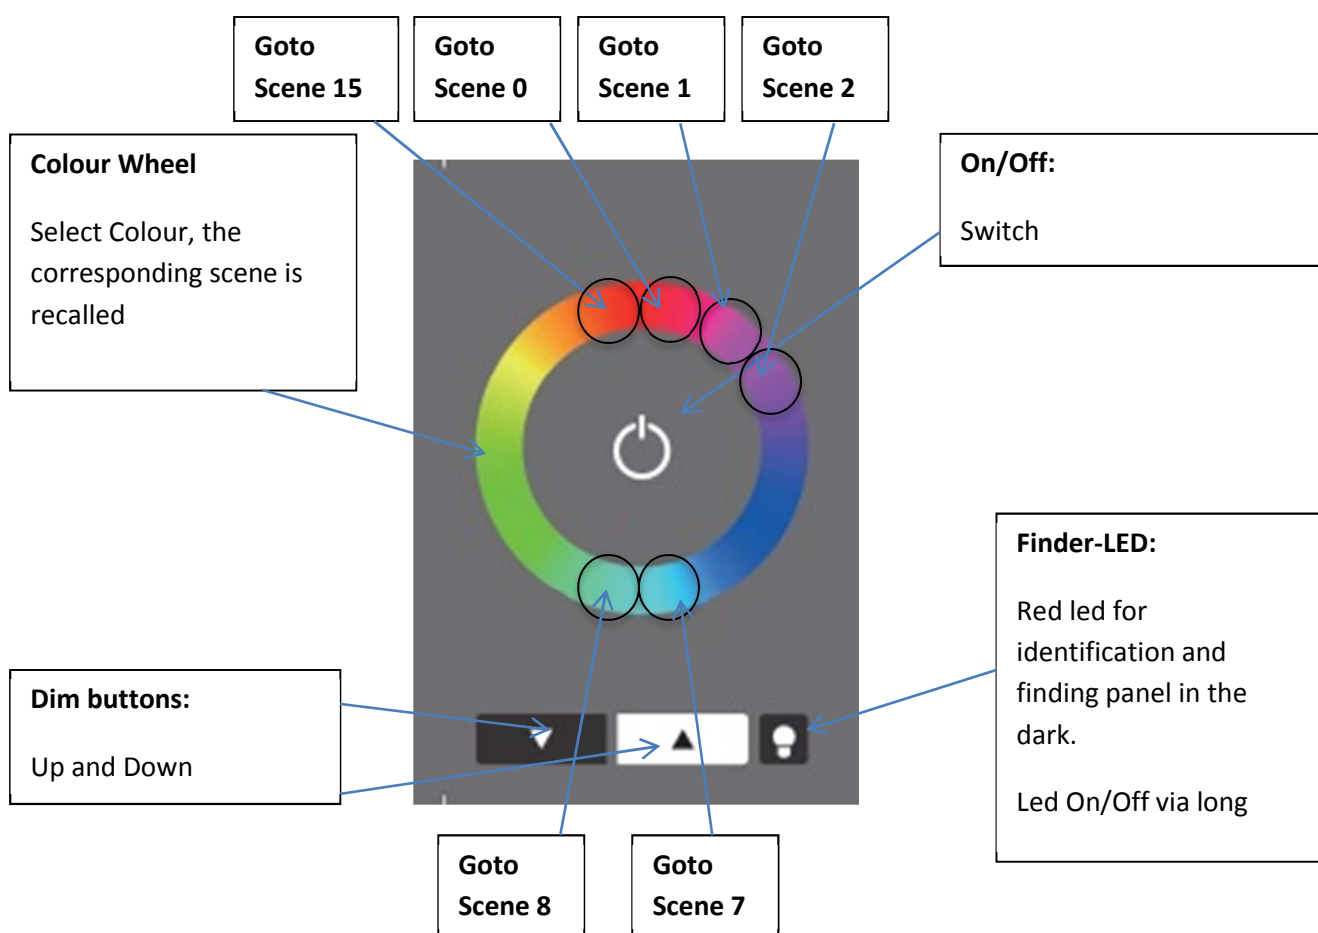 Goto
Scene 15
Goto
Scene 0
Goto
Scene 1
Goto
Scene 2
Colour Wheel
Select Colour, the
corresponding scene is
recalled
On/Off:
Switch
Finder-LED:
Red led for
identification and
finding panel in the
dark.
Led On/Off via long
Dim buttons:
Up and Down
Goto
Scene 8
Goto
Scene 7